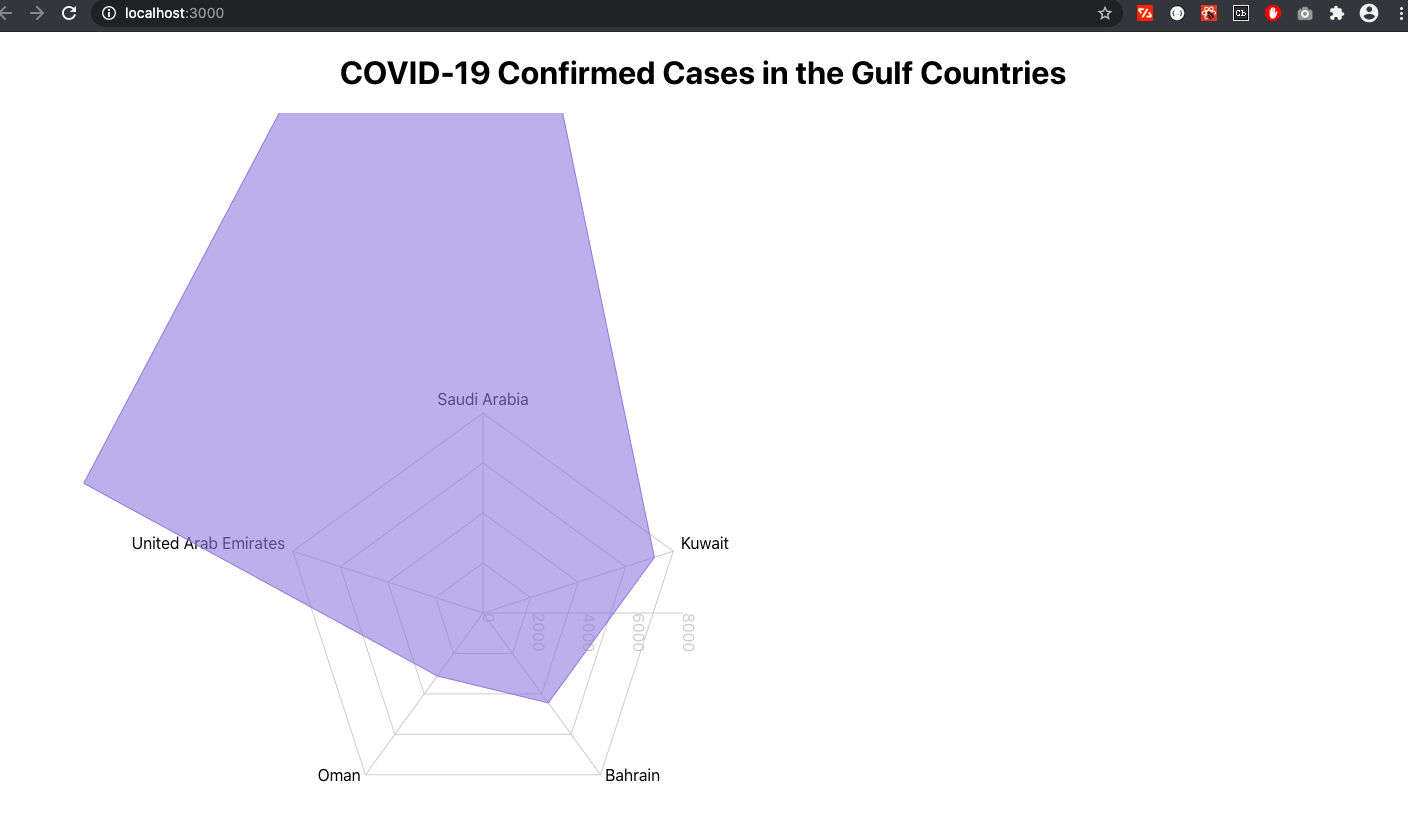 localhost:3000
COVID-19 Confirmed Cases in the Gulf Countries
Saudi Arabia
United Arab Emirates
Kuwait
0
2000
4000
6000
8000
Oman
Bahrain